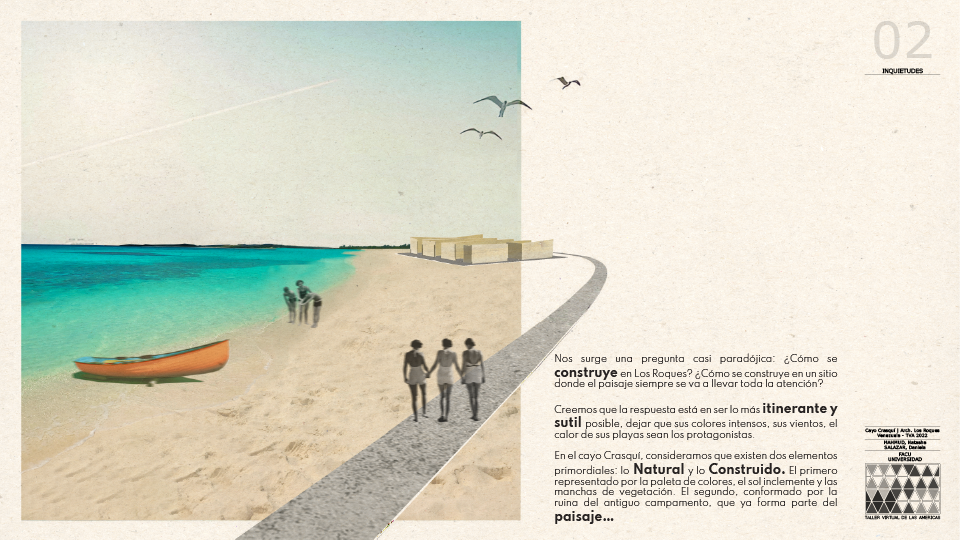 02
INQUIETUDES
Nos surge una pregunta casi paradójica: ¿Cómo se
construye en Los Roques? ¿Cómo se construye en un sitio
donde el paisaje siempre se va a llevar toda la atención?
Creemos que la respuesta está en ser lo más itinerante y
sutil posible, dejar que sus colores intensos, sus vientos, el
calor de sus playas sean los protagonistas.
En el cayo Crasquí, consideramos que existen dos elementos
primordiales: lo Natural y lo Construido. El primero
representado por la paleta de colores, el sol inclemente y las
manchas de vegetación. El segundo, conformado por la
ruina del antiguo campamento, que ya forma parte del
paisaje...
Cayo Crasquí | Arch. Los Roques
Venezuela - TVA 2022
MAHMUD, Natasha
SALAZAR, Daniela
FACU
UNIVERSIDAD
TALLER VIRTUAL DE LAS AMERICAS